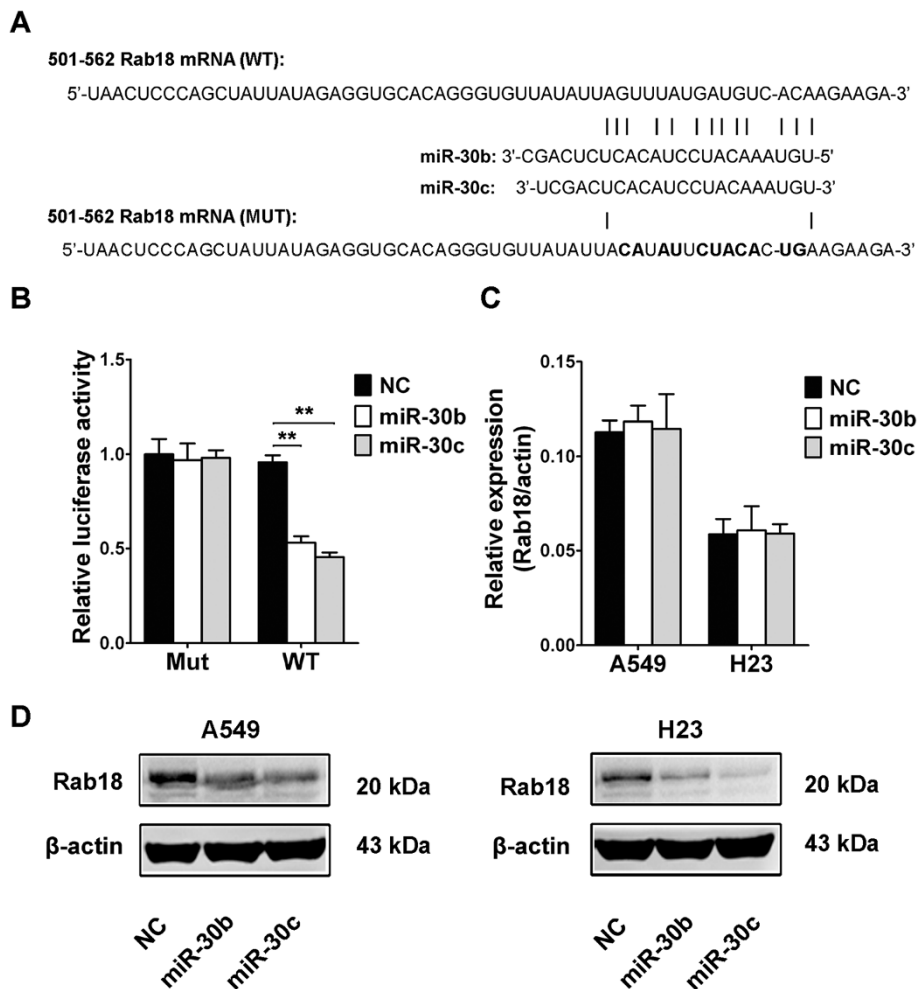 A
501-562 Rab18 mRNA (WT):
5'-UAACUCCCAGCUAUUAUAGAGGUGCACAGGGUGUUAUAUUAGUUUAUGAUGUC-ACAAGAAGA-3'
miR-30b: 3'-CGACUCUCACAUCCUACAAAUGU-5'
miR-30c: 3'-UCGACUCACAUCCUACAAAUGU-3'
501-562 Rab18 mRNA (MUT):
5'-UAACUCCCAGCUAUUAUAGAGGUGCACAGGGUGUUAUAUUACAUAUUCUACAC-UGAAGAAGA-3'
B
Relative luciferase activity
1.5
1.0
0.5
0.0
**
**
Mut
WT
NC
miR-30b
miR-30c
C
Relative expression
(Rab18/actin)
0.15
0.10
0.05
0.00
A549
H23
NC
miR-30b
miR-30c
D
A549
Rab18
20 kDa
β-actin
43 kDa
NC
miR-30b
miR-30c
H23
Rab18
20 kDa
β-actin
43 kDa
NC
miR-30b
miR-30c